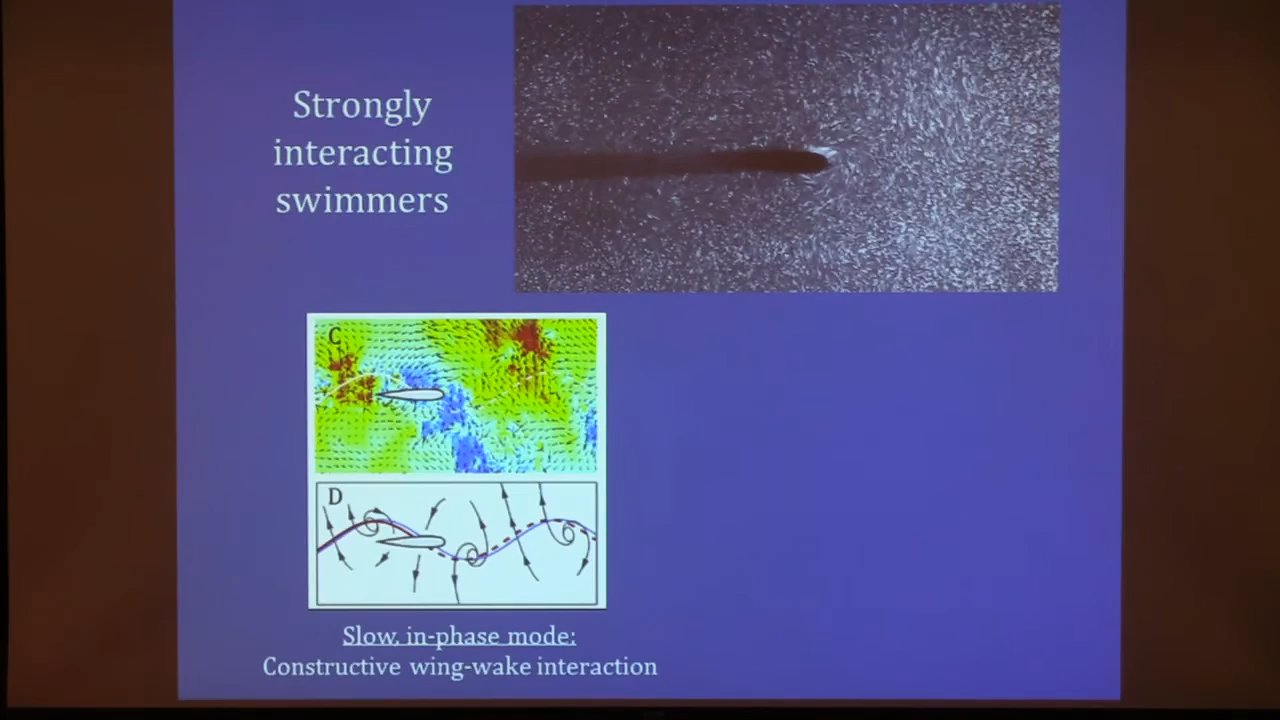 Strongly
interacting
swimmers
C
D
Slow, in-phase mode:
Constructive wing-wake interaction